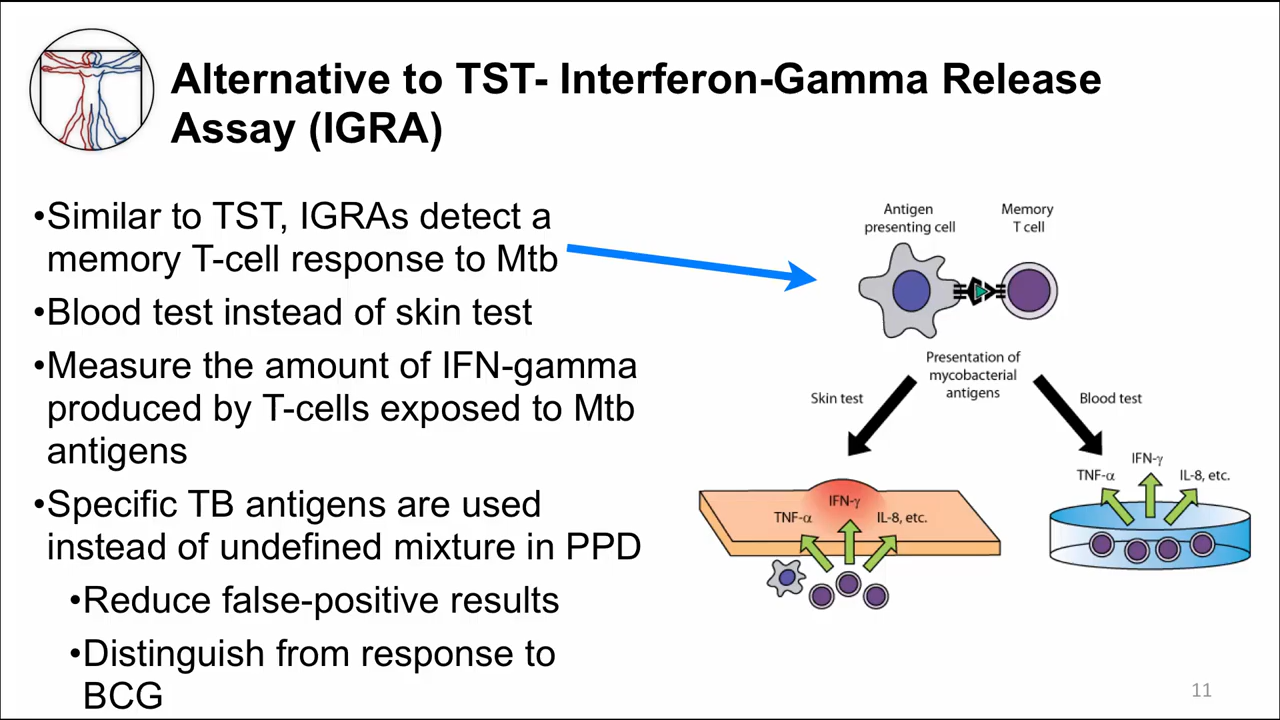 Alternative to TST- Interferon-Gamma Release
Assay (IGRA)
•Similar to TST, IGRAs detect a
memory T-cell response to Mtb
•Blood test instead of skin test
•Measure the amount of IFN-gamma
produced by T-cells exposed to Mtb
antigens
•Specific TB antigens are used
instead of undefined mixture in PPD
•Reduce false-positive results
•Distinguish from response to
BCG
Antigen
presenting cell
Memory
T cell
Presentation of
mycobacterial
antigens
Skin test
Blood test
IFN-γ
TNF-α
IL-8, etc.
IFN-γ
TNF-α
IL-8, etc.
11